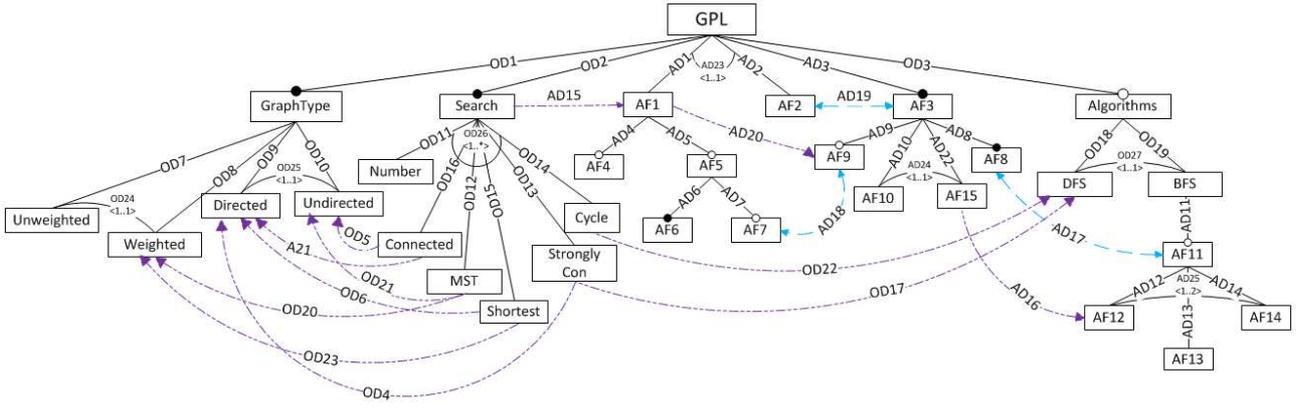 GPL
OD1
OD2
AD1
AD23
<1..1>
AD2
AD3
OD3
GraphType
Search
AD15
AF1
AF2
AD19
AF3
Algorithms
OD7
OD8
OD9
OD25
<1..1>
OD10
OD11
OD26
<1..*>
OD16
OD12
OD15
OD13
OD14
AD4
AD5
AD20
AD9
AD10
AD24
<1..1>
AD22
AD8
OD18
OD27
<1..1>
OD19
Number
AF4
AF5
AF9
AF8
AF10
AF15
DFS
BFS
OD24
<1..1>
Unweighted
Directed
Undirected
Cycle
AD6
AD7
AD18
AD17
AD11
Weighted
A21
OD5
Connected
AF6
AF7
Strongly
Con
AF11
OD21
MST
OD22
OD6
OD20
Shortest
OD17
AD16
AD12
AD25
<1..2>
AD14
AF12
AD13
AF14
OD23
AF13
OD4